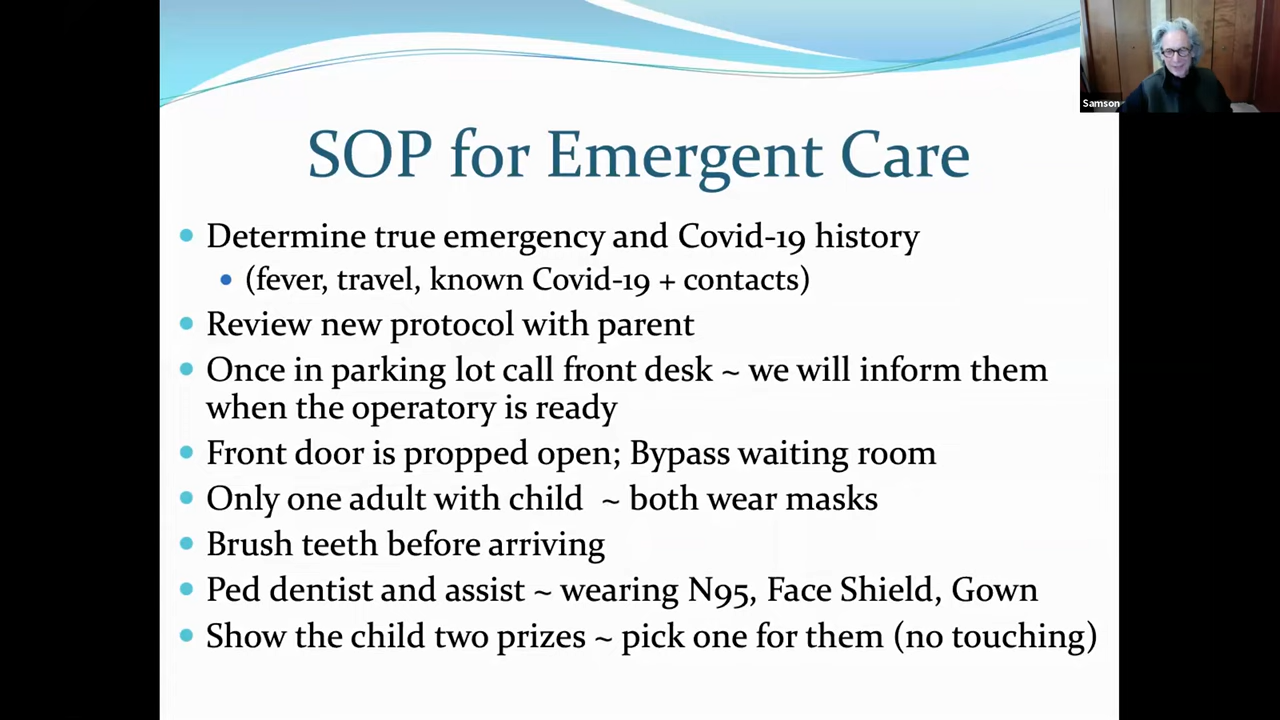 Samson
SOP for Emergent Care
Determine true emergency and Covid-19 history
(fever, travel, known Covid-19 + contacts)
Review new protocol with parent
Once in parking lot call front desk ~ we will inform them
when the operatory is ready
Front door is propped open; Bypass waiting room
Only one adult with child ~ both wear masks
Brush teeth before arriving
Ped dentist and assist ~ wearing N95, Face Shield, Gown
Show the child two prizes ~ pick one for them (no touching)